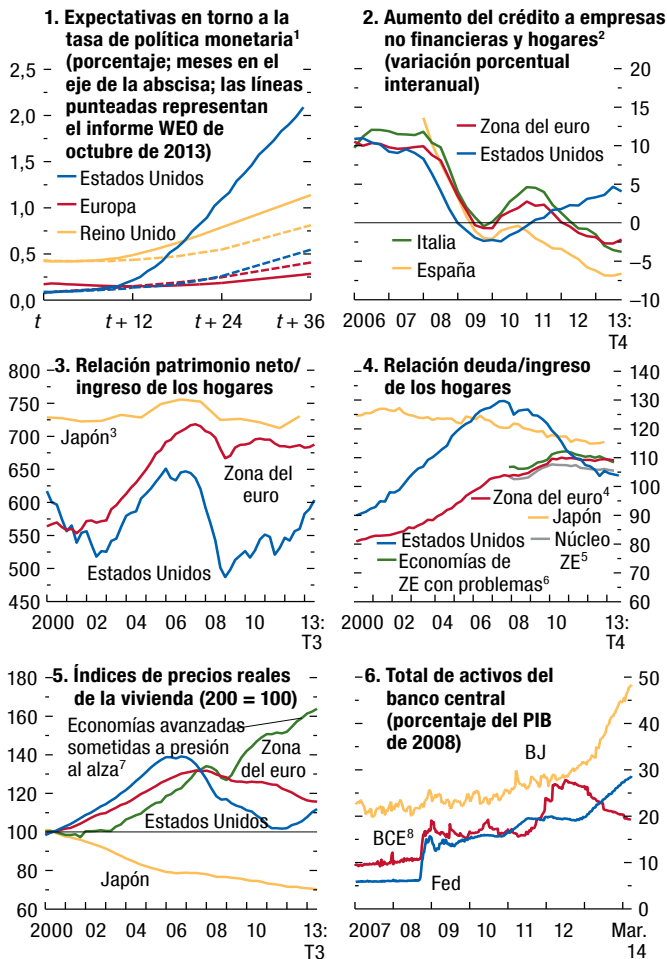 1. Expectativas en torno a la
tasa de política monetaria¹
(porcentaje; meses en el
eje de la abscisa; las líneas
punteadas representan
el informe WEO de
octubre de 2013)
2,5
2,0
1,5
1,0
0,5
0,0
Estados Unidos
Europa
Reino Unido
t
t + 12
t + 24
t + 36
2. Aumento del crédito a empresas
no financieras y hogares²
(variación porcentual
interanual)
20
15
10
5
0
–5
–10
Zona del euro
Estados Unidos
Italia
España
2006 07 08 09 10 11 12 13:
T4
3. Relación patrimonio neto/
ingreso de los hogares
800
750
700
650
600
550
500
450
Japón³
Zona del
euro
Estados Unidos
2000 02 04 06 08 10 13:
T3
4. Relación deuda/ingreso
de los hogares
140
130
120
110
100
90
80
70
60
Zona del euro⁴
Japón
Estados Unidos
Núcleo
ZE⁵
Economías de
ZE con problemas⁶
2000 02 04 06 08 10 13:
T4
5. Índices de precios reales
de la vivienda (200 = 100)
180
160
140
120
100
80
60
Economías avanzadas
sometidas a presión
al alza⁷
Zona
del euro
Estados Unidos
Japón
2000 02 04 06 08 10 13:
T3
6. Total de activos del
banco central
(porcentaje del PIB
de 2008)
50
40
30
20
10
0
BJ
BCE⁸
Fed
2007 08 09 10 11 12 Mar.
14